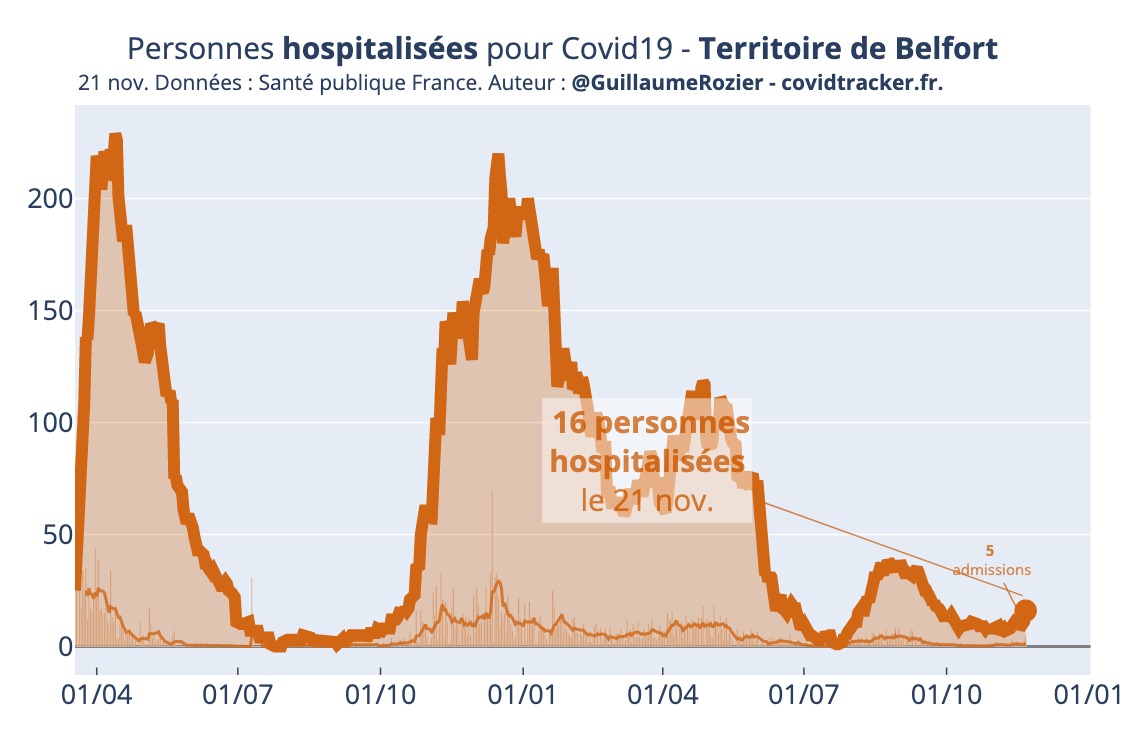 Personnes hospitalisées pour Covid19 - Territoire de Belfort
21 nov. Données : Santé publique France. Auteur : @GuillaumeRozier - covidtracker.fr.
200
150
100
50
0
16 personnes
hospitalisées
le 21 nov.
5
admissions
01/04
01/07
01/10
01/01
01/04
01/07
01/10
01/01